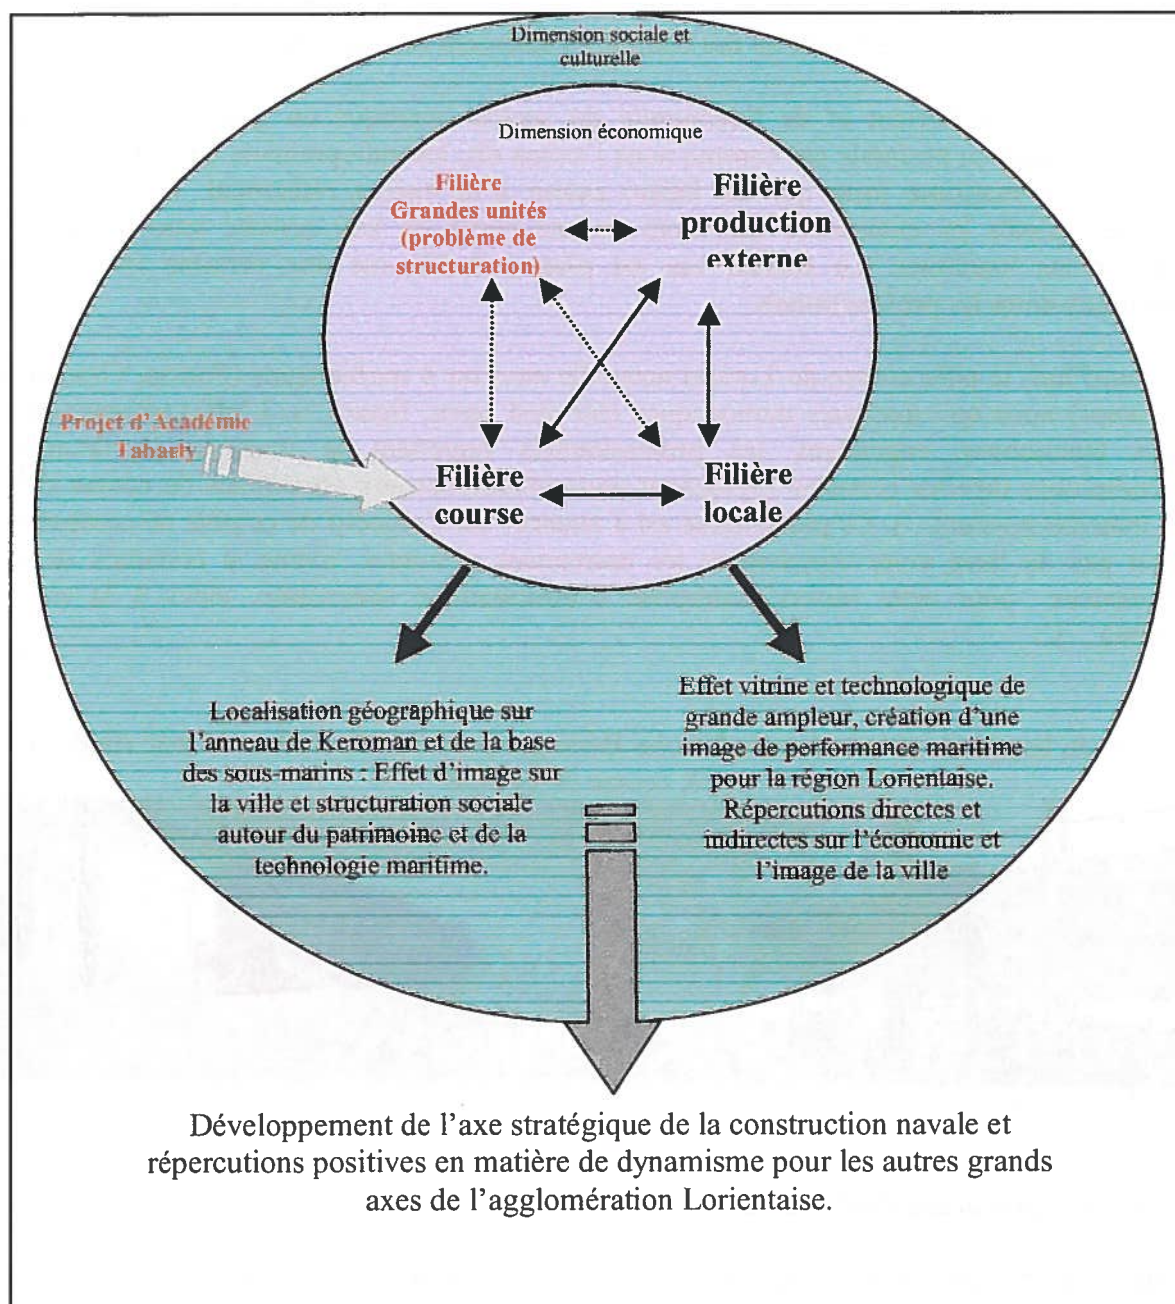 Dimension sociale et
culturelle
Dimension économique
Filière
Grandes unités
(problème de
structuration)
Filière
production
externe
Projet d'Académie
Tabarly
Filière
course
Filière
locale
Localisation géographique sur
l'anneau de Keroman et de la base
des sous-marins : Effet d'image sur
la ville et structuration sociale
autour du patrimoine et de la
technologie maritime.
Effet vitrine et technologique de
grande ampleur, création d'une
image de performance maritime
pour la région Lorientaise.
Répercutions directes et
indirectes sur l'économie et
l'image de la ville
Développement de l'axe stratégique de la construction navale et
répercutions positives en matière de dynamisme pour les autres grands
axes de l'agglomération Lorientaise.